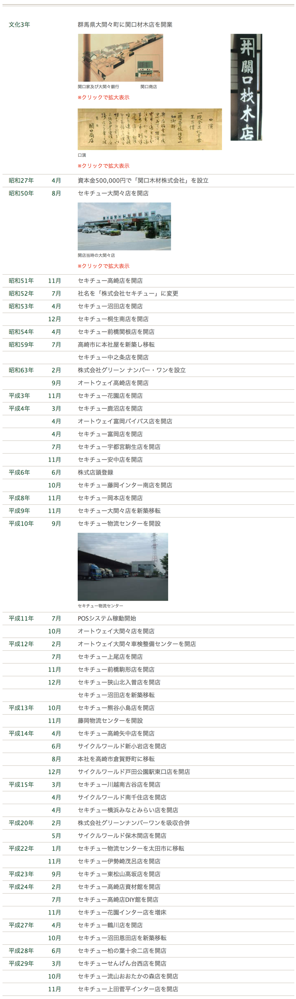 文化3年 群馬県大間々町に関口材木店を開業
井 關口材木店
関口家及び大間々銀行 関口商店
※クリックで拡大表示
口演
一現金正札音業
不二價
關口商店
口演
※クリックで拡大表示
昭和27年 4月 資本金500,000円で「関口木材株式会社」を設立
昭和50年 8月 セキチュー大間々店を開店
開店当時の大間々店
※クリックで拡大表示
昭和51年 11月 セキチュー高崎店を開店
昭和52年 7月 社名を「株式会社セキチュー」に変更
昭和53年 4月 セキチュー沼田店を開店
12月 セキチュー桐生南店を開店
昭和54年 4月 セキチュー前橋関根店を開店
昭和59年 7月 高崎市に本社屋を新築し移転
セキチュー中之条店を開店
昭和63年 2月 株式会社グリーン ナンバー・ワンを設立
9月 オートウェイ高崎店を開店
平成3年 11月 セキチュー花園店を開店
平成4年 3月 セキチュー鹿沼店を開店
4月 オートウェイ富岡バイパス店を開店
4月 セキチュー富岡店を開店
7月 セキチュー宇都宮駒生店を開店
11月 セキチュー安中店を開店
平成6年 6月 株式店頭登録
10月 セキチュー藤岡インター南店を開店
平成8年 11月 セキチュー岡本店を開店
平成9年 11月 セキチュー大間々店を新築移転
平成10年 9月 セキチュー物流センターを開設
セキチュー物流センター
平成11年 7月 POSシステム稼動開始
10月 オートウェイ大間々店を開店
平成12年 2月 オートウェイ大間々車検整備センターを開店
7月 セキチュー上尾店を開店
11月 セキチュー前橋駒形店を開店
12月 セキチュー狭山北入曽店を開店
セキチュー沼田店を新築移転
平成13年 10月 セキチュー熊谷小島店を開店
11月 藤岡物流センターを開設
平成14年 4月 セキチュー高崎矢中店を開店
6月 サイクルワールド新小岩店を開店
8月 本社を高崎市倉賀野町に移転
12月 サイクルワールド戸田公園駅東口店を開店
平成15年 3月 セキチュー川越南古谷店を開店
4月 サイクルワールド南千住店を開店
4月 セキチュー横浜みなとみらい店を開店
平成20年 2月 株式会社グリーンナンバーワンを吸収合併
5月 サイクルワールド保木間店を開店
平成22年 1月 セキチュー物流センターを太田市に移転
11月 セキチュー伊勢崎茂呂店を開店
平成23年 9月 セキチュー東松山高坂店を開店
平成24年 2月 セキチュー高崎店資材館を開店
7月 セキチュー高崎店DIY館を開店
11月 セキチュー花園インター店を増床
平成27年 4月 セキチュー鶴川店を開店
10月 セキチュー沼田恩田店を新築移転
平成28年 6月 セキチュー柏の葉十余二店を開店
平成29年 3月 セキチューせんげん台西店を開店
10月 セキチュー流山おおたかの森店を開店
11月 セキチュー上田菅平インター店を開店